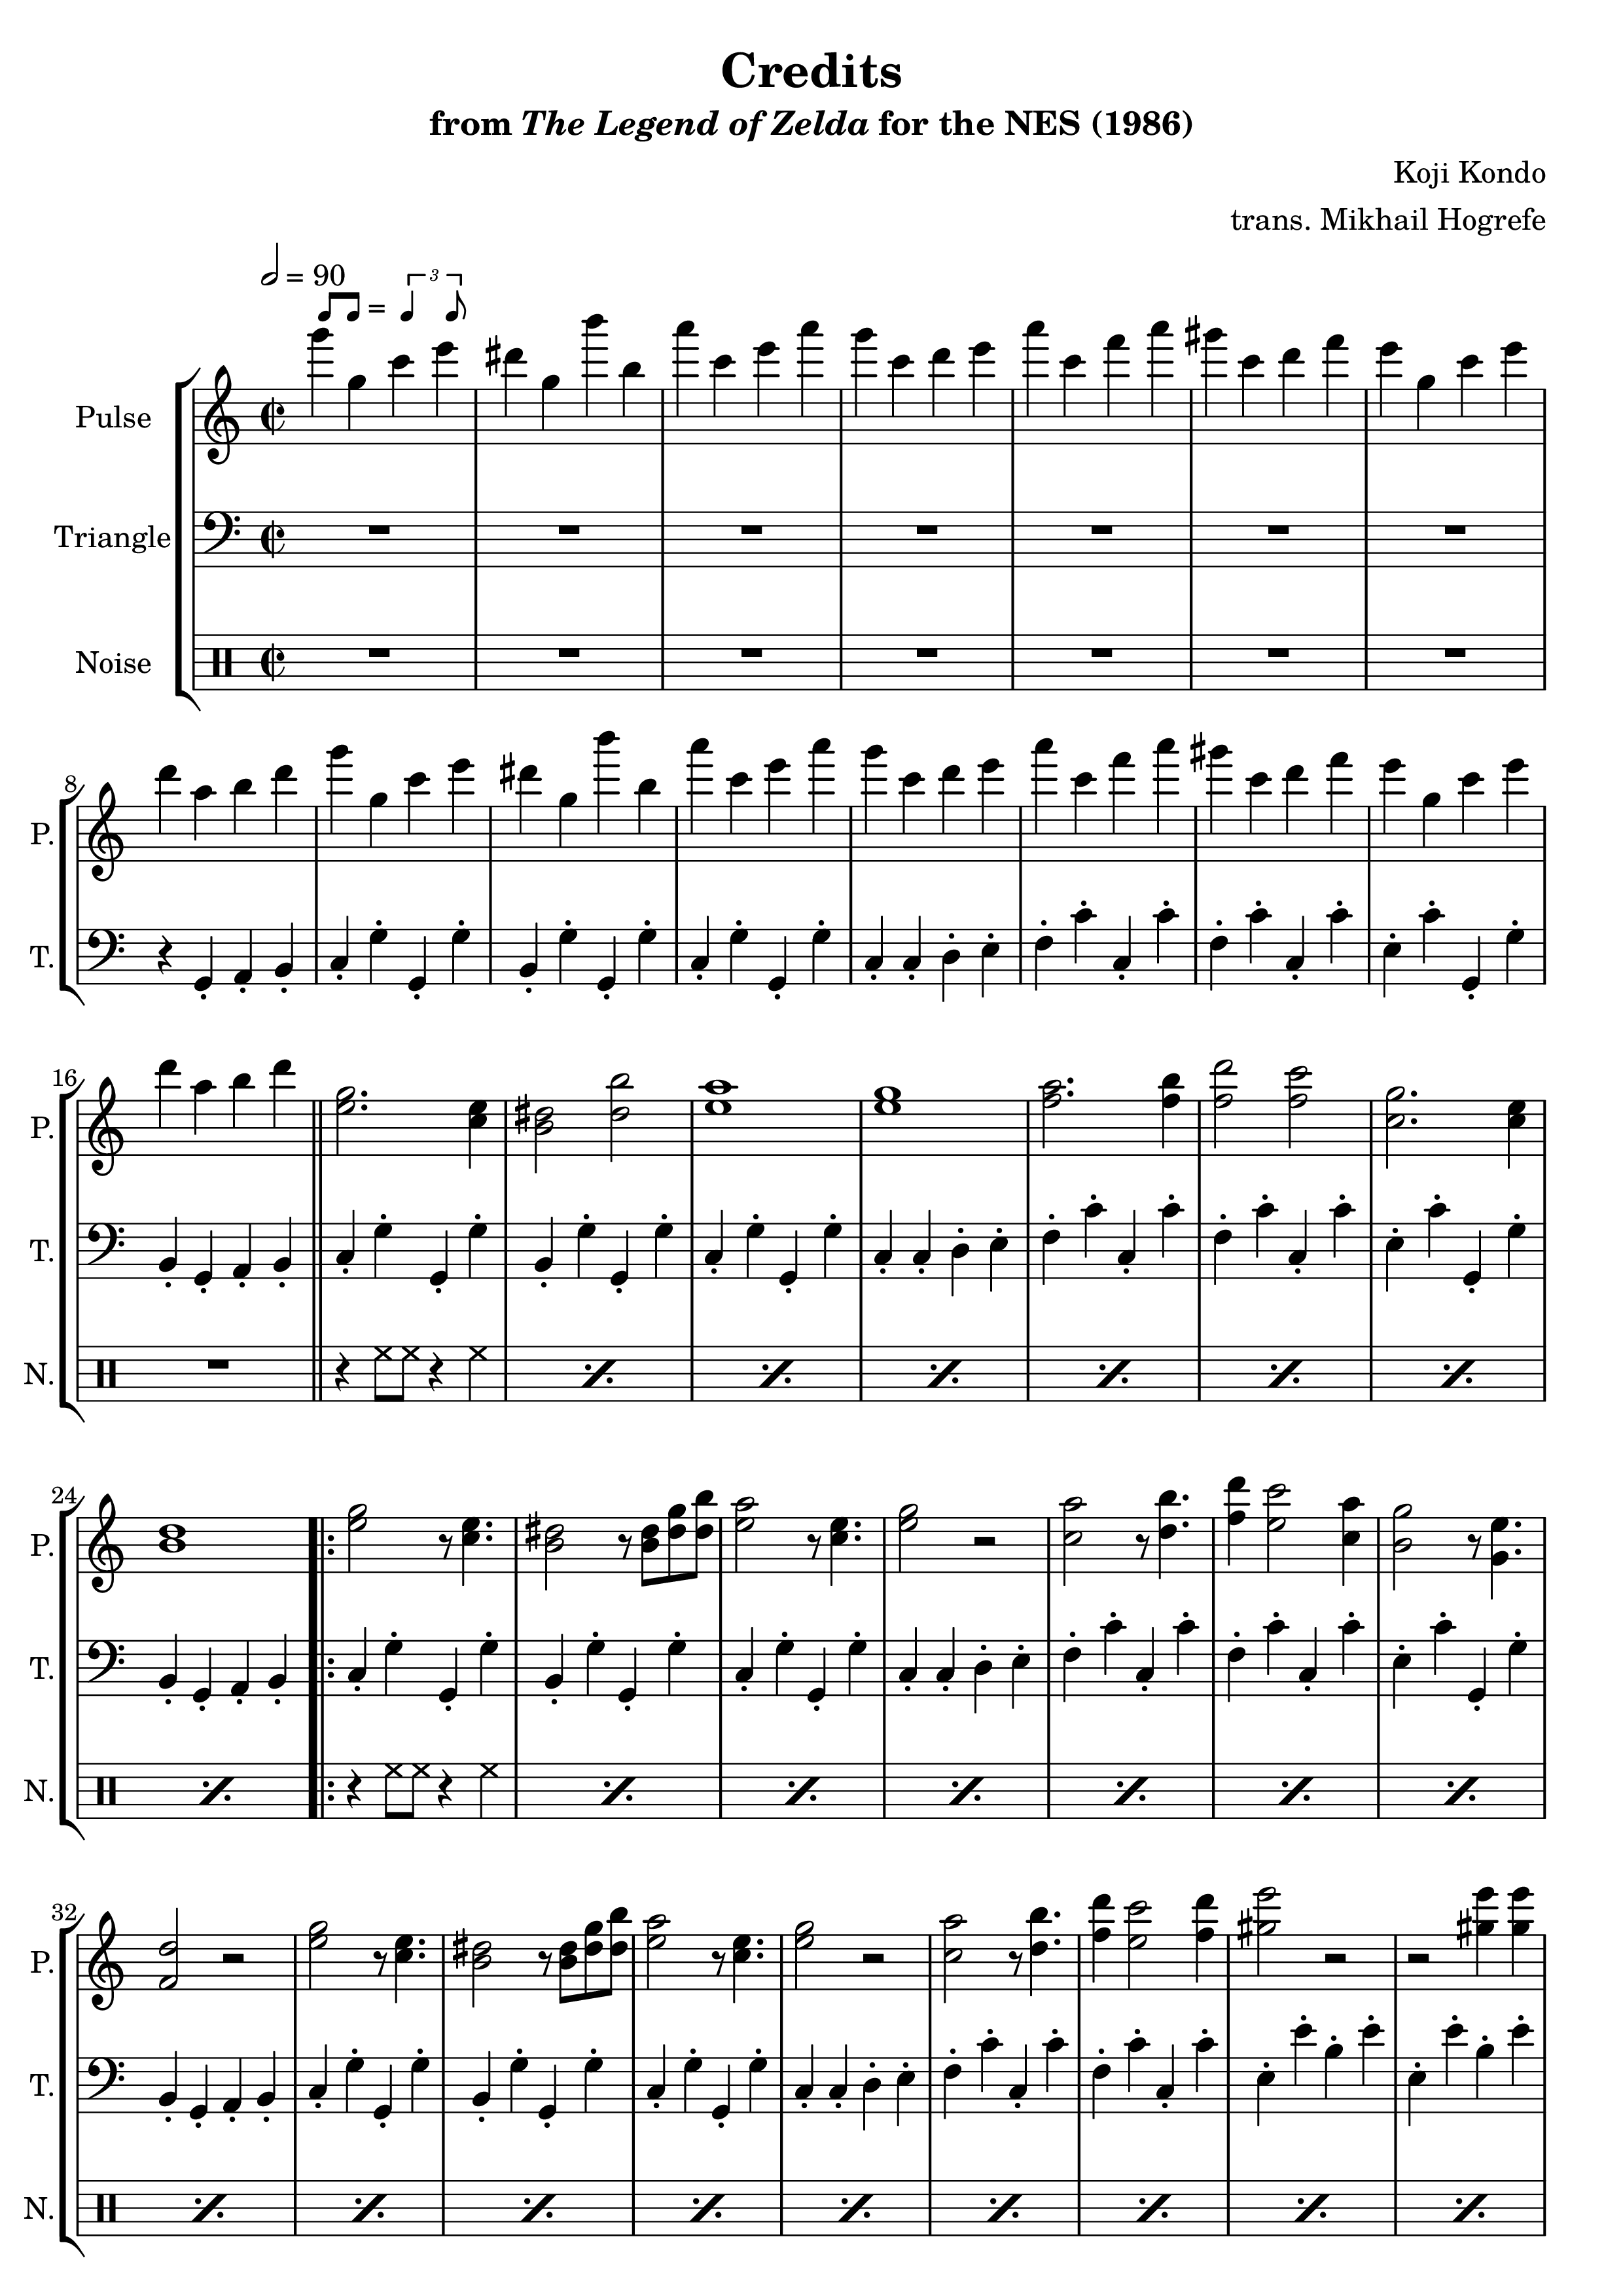 Credits
from The Legend of Zelda for the NES (1986)
Koji Kondo
trans. Mikhail Hogrefe
= 90
= 3
Pulse
Triangle
Noise
8
P.
T.
16
P.
T.
N.
24
P.
T.
N.
32
P.
T.
N.